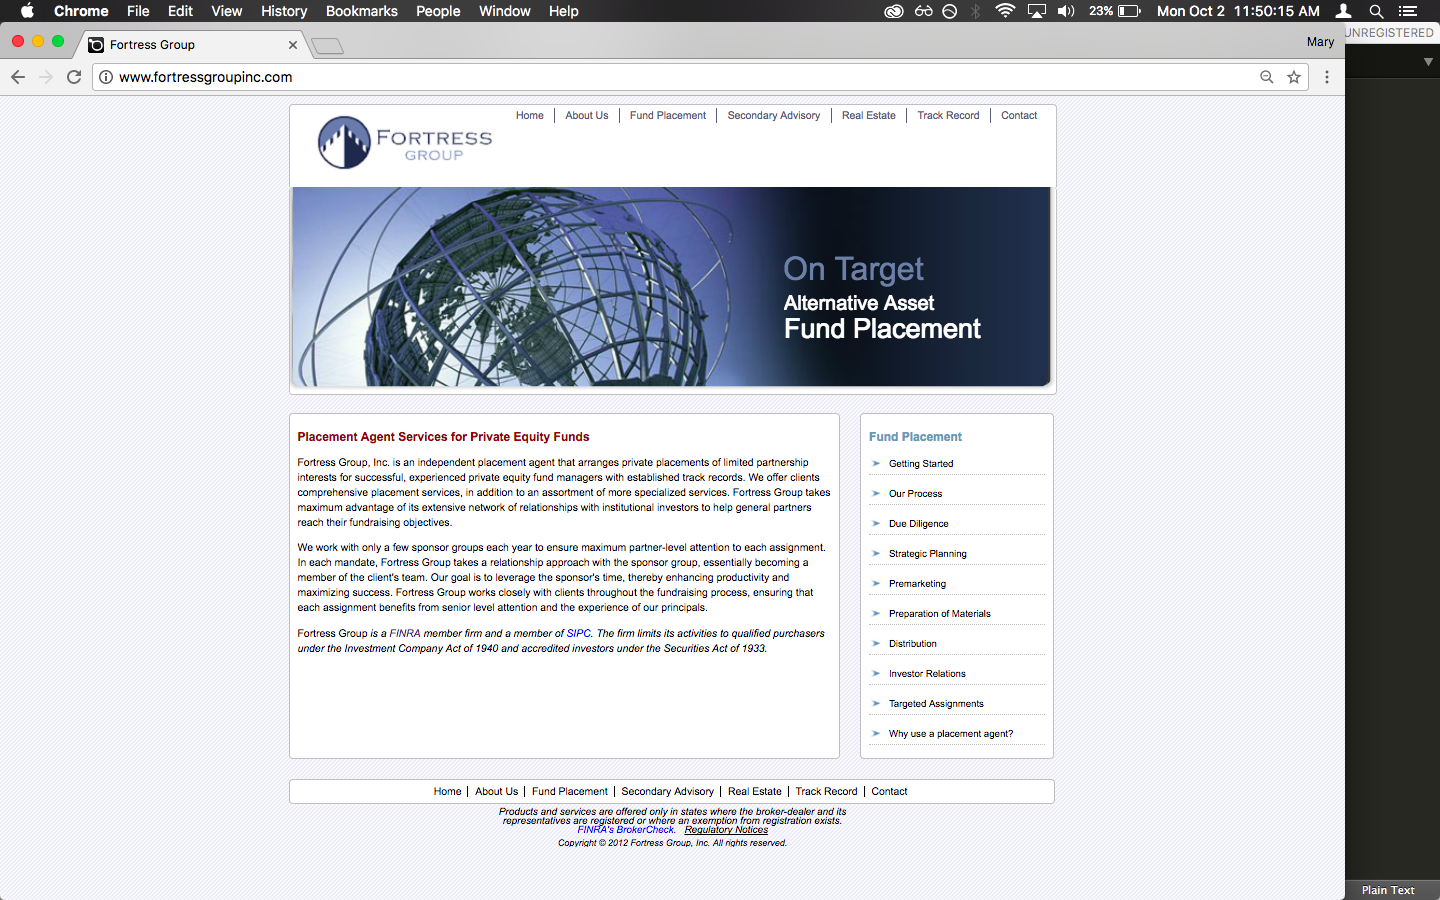 Chrome File Edit View History Bookmarks People Window Help 23% Mon Oct 2 11:50:15 AM
UNREGISTERED
Fortress Group
Mary
www.fortressgroupinc.com
Home About Us Fund Placement Secondary Advisory Real Estate Track Record Contact
FORTRESS
GROUP
On Target
Alternative Asset
Fund Placement
Placement Agent Services for Private Equity Funds
Fortress Group, Inc. is an independent placement agent that arranges private placements of limited partnership
interests for successful, experienced private equity fund managers with established track records. We offer clients
comprehensive placement services, in addition to an assortment of more specialized services. Fortress Group takes
maximum advantage of its extensive network of relationships with institutional investors to help general partners
reach their fundraising objectives.
We work with only a few sponsor groups each year to ensure maximum partner-level attention to each assignment.
In each mandate, Fortress Group takes a relationship approach with the sponsor group, essentially becoming a
member of the client's team. Our goal is to leverage the sponsor's time, thereby enhancing productivity and
maximizing success. Fortress Group works closely with clients throughout the fundraising process, ensuring that
each assignment benefits from senior level attention and the experience of our principals.
Fortress Group is a FINRA member firm and a member of SIPC. The firm limits its activities to qualified purchasers
under the Investment Company Act of 1940 and accredited investors under the Securities Act of 1933.
Fund Placement
Getting Started
Our Process
Due Diligence
Strategic Planning
Premarketing
Preparation of Materials
Distribution
Investor Relations
Targeted Assignments
Why use a placement agent?
Home About Us Fund Placement Secondary Advisory Real Estate Track Record Contact
Products and services are offered only in states where the broker-dealer and its
representatives are registered or where an exemption from registration exists.
FINRA's BrokerCheck. Regulatory Notices
Copyright © 2012 Fortress Group, Inc. All rights reserved.
Plain Text